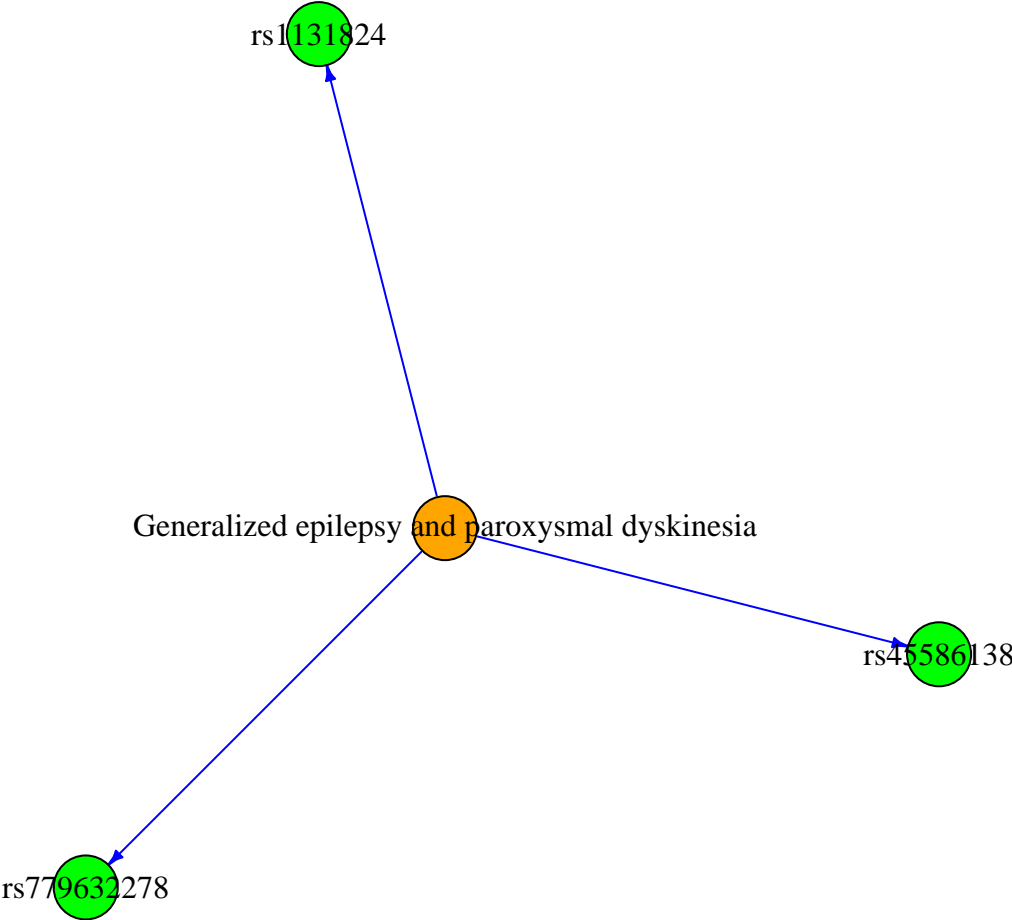 rs1131824
Generalized epilepsy and paroxysmal dyskinesia
rs45586138
rs779632278